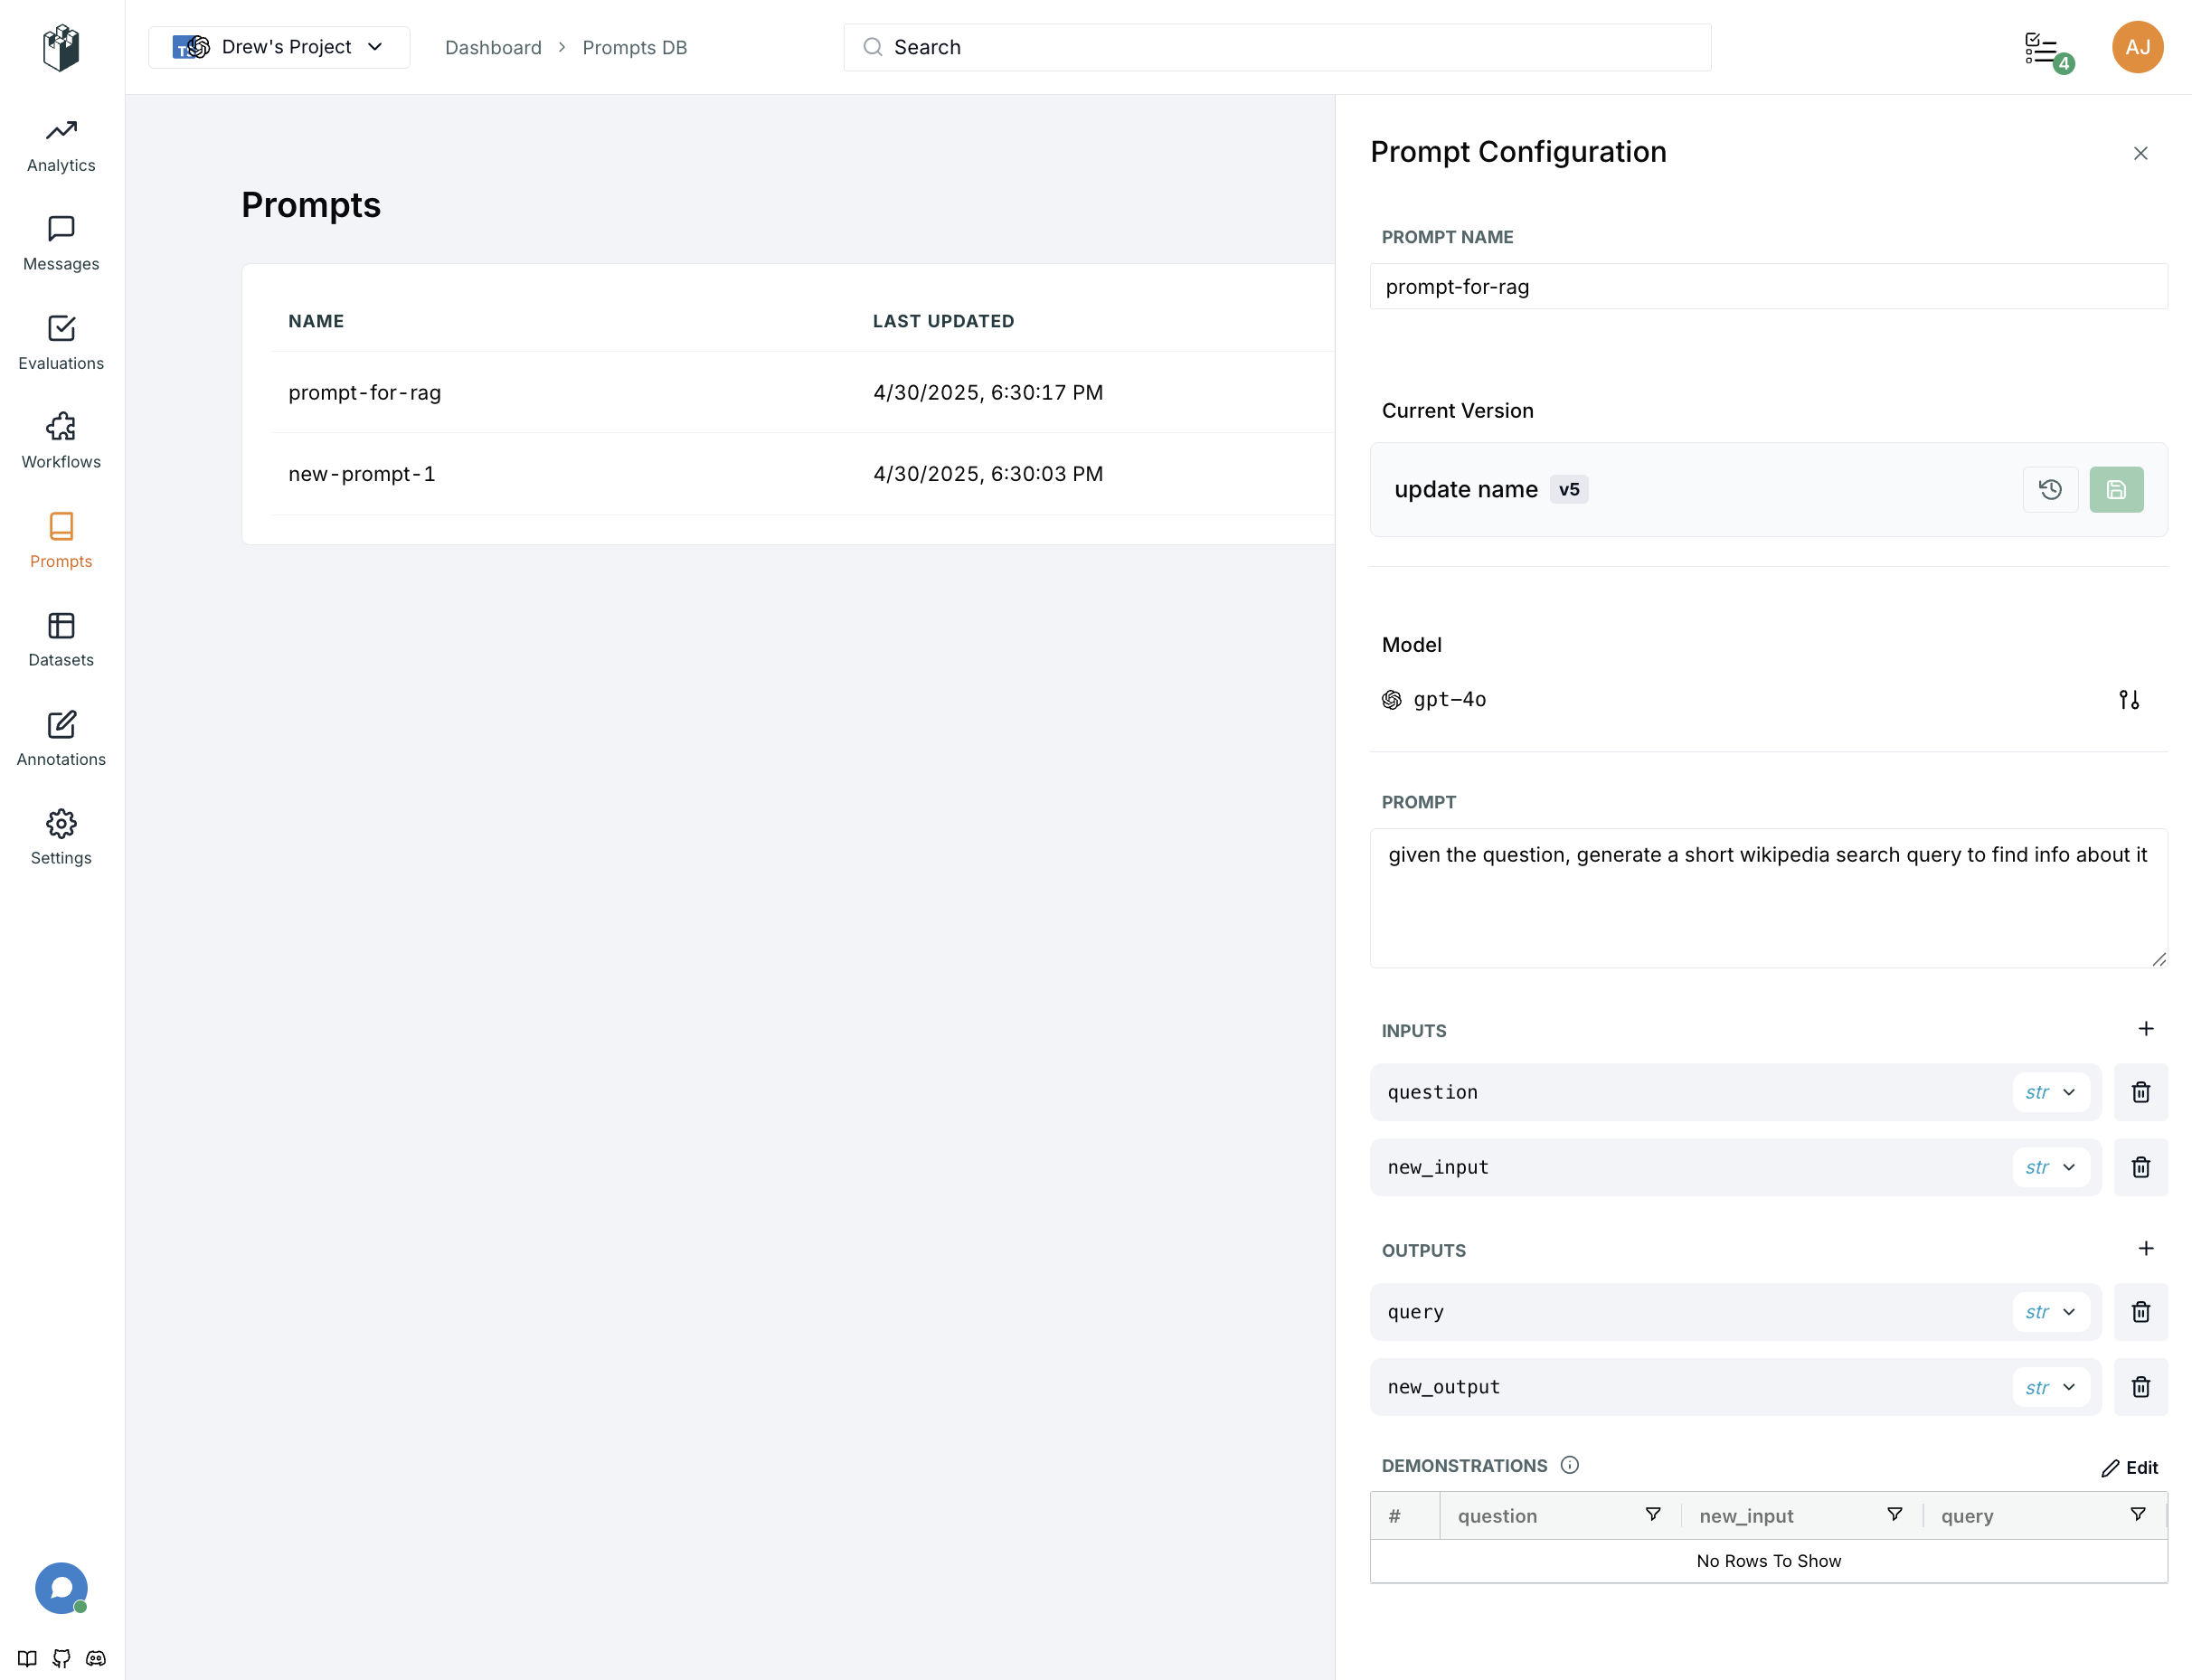 Drew's Project
Dashboard > Prompts DB
Search
4
AJ
Analytics
Messages
Evaluations
Workflows
Prompts
Datasets
Annotations
Settings
Prompts
NAME LAST UPDATED
prompt-for-rag 4/30/2025, 6:30:17 PM
new-prompt-1 4/30/2025, 6:30:03 PM
Prompt Configuration
PROMPT NAME
prompt-for-rag
Current Version
update name v5
Model
gpt-4o
PROMPT
given the question, generate a short wikipedia search query to find info about it
INPUTS
question str
new_input str
OUTPUTS
query str
new_output str
DEMONSTRATIONS Edit
# question new_input query
No Rows To Show